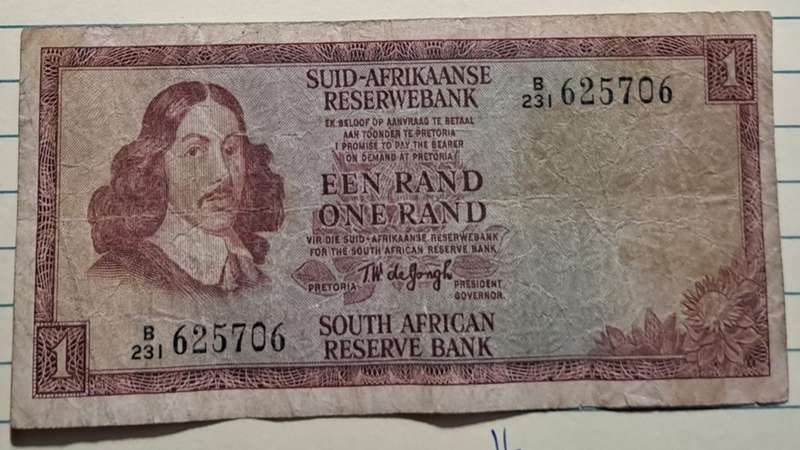 SUID-AFRIKAANSE
RESERWEBANK
B/231 625706
1
EK BELOOF OP AANVRAAG TE BETAAL
AAN TOONDER TE PRETORIA
I PROMISE TO PAY THE BEARER
ON DEMAND AT PRETORIA
EEN RAND
ONE RAND
VIR DIE SUID-AFRIKAANSE RESERWEBANK
FOR THE SOUTH AFRICAN RESERVE BANK
T.W. de Jongh
PRETORIA
PRESIDENT
GOVERNOR.
1
B/231 625706
SOUTH AFRICAN
RESERVE BANK